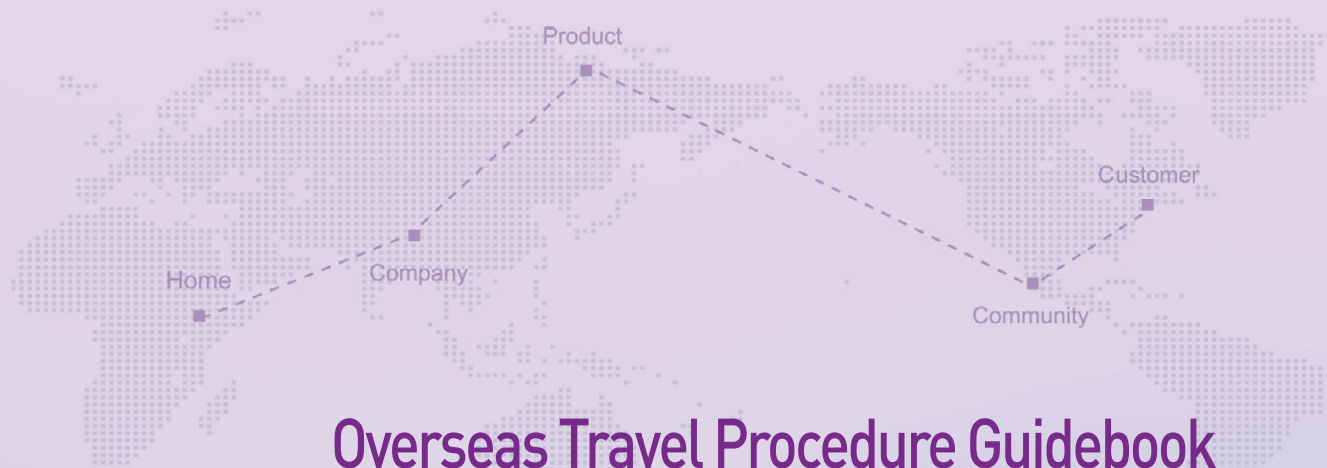 Product
Customer
Home
Company
Community
Overseas Travel Procedure Guidebook